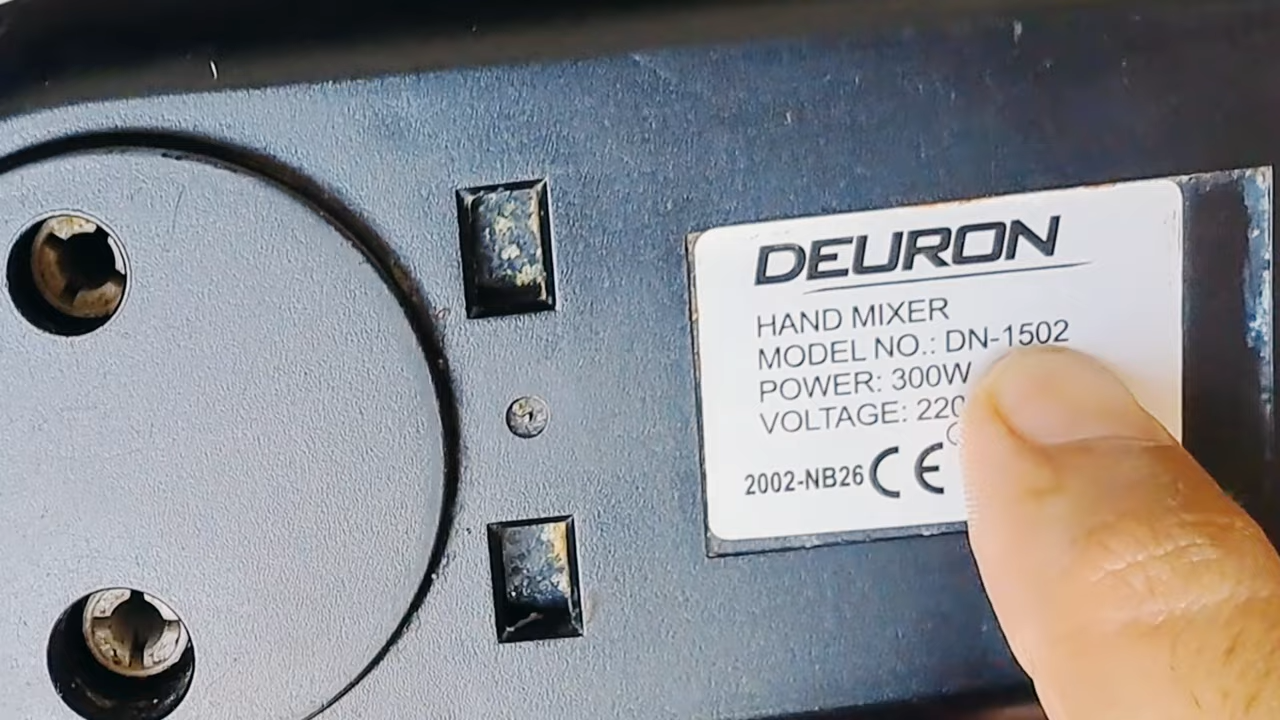 DEURON
HAND MIXER
MODEL NO.: DN-1502
POWER: 300W
VOLTAGE: 220
2002-NB26 CE